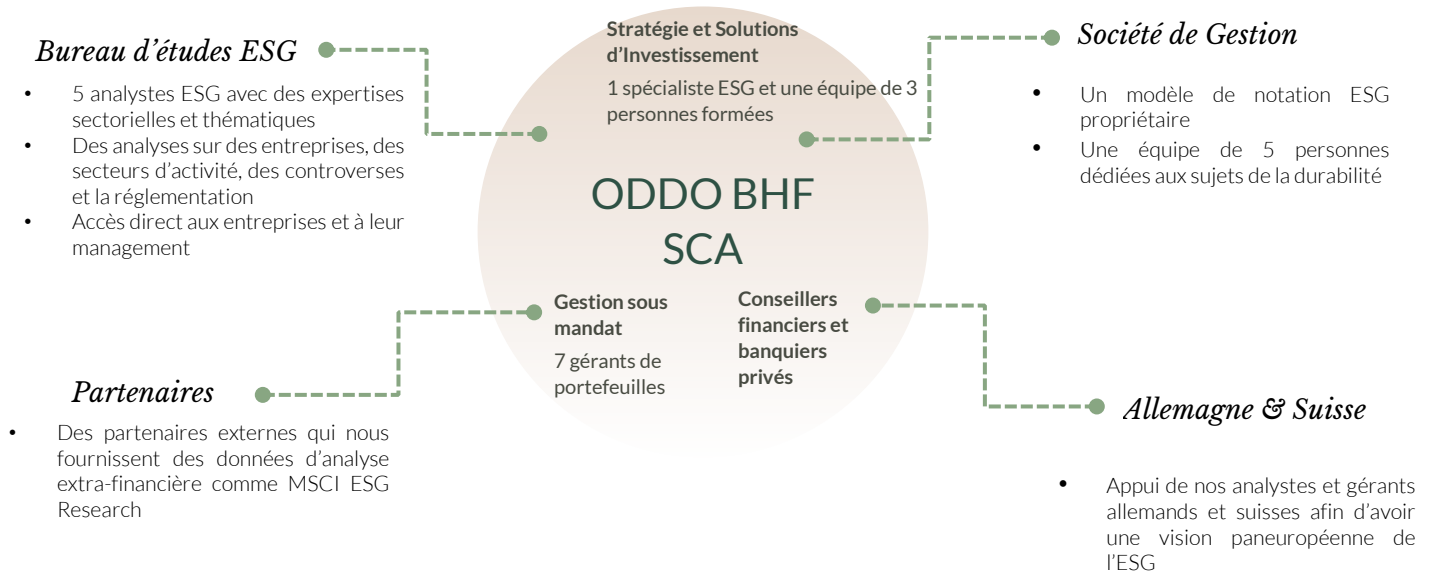 Bureau d’études ESG
• 5 analystes ESG avec des expertises
sectorielles et thématiques
• Des analyses sur des entreprises, des
secteurs d’activité, des controverses
et la réglementation
• Accès direct aux entreprises et à leur
management
Stratégie et Solutions
d’Investissement
1 spécialiste ESG et une équipe de 3
personnes formées
Société de Gestion
• Un modèle de notation ESG
propriétaire
• Une équipe de 5 personnes
dédiées aux sujets de la durabilité
ODDO BHF
SCA
Gestion sous
mandat
7 gérants de
portefeuilles
Conseillers
financiers et
banquiers
privés
Partenaires
• Des partenaires externes qui nous
fournissent des données d’analyse
extra-financière comme MSCI ESG
Research
Allemagne & Suisse
• Appui de nos analystes et gérants
allemands et suisses afin d’avoir
une vision paneuropéenne de
l’ESG